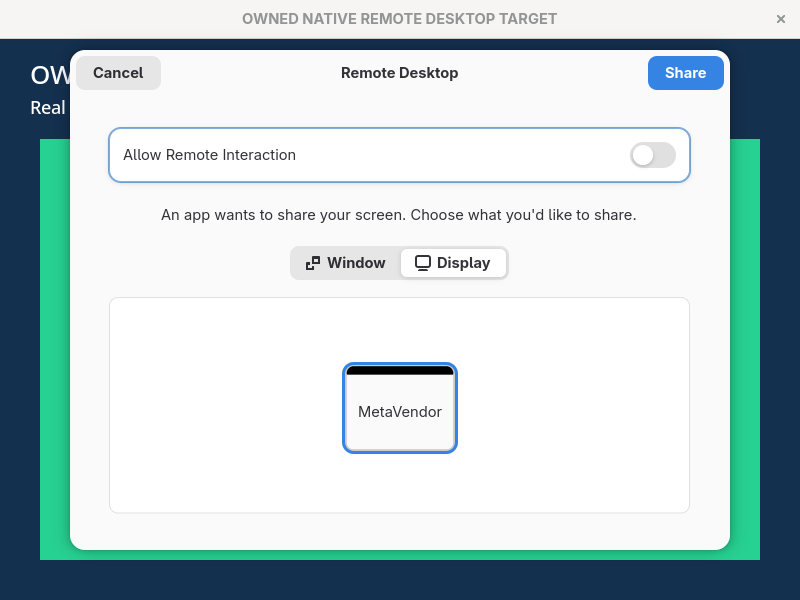 OWNED NATIVE REMOTE DESKTOP TARGET
Cancel
Remote Desktop
Share
Real
Allow Remote Interaction
An app wants to share your screen. Choose what you'd like to share.
Window
Display
MetaVendor